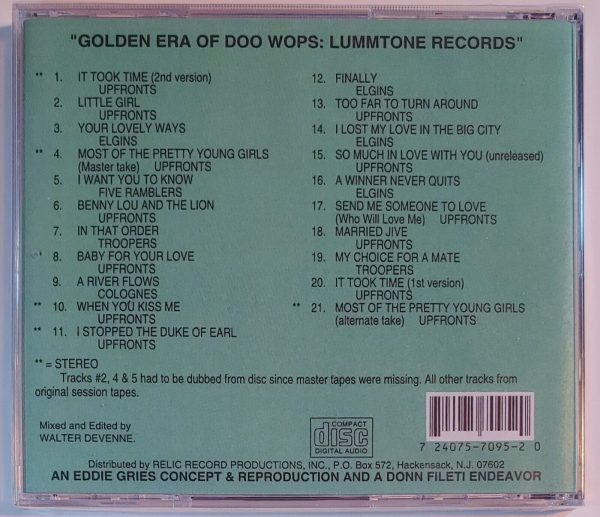 "GOLDEN ERA OF DOO WOPS: LUMMTONE RECORDS"
** 1. IT TOOK TIME (2nd version)
UPFRONTS
2. LITTLE GIRL
UPFRONTS
3. YOUR LOVELY WAYS
ELGINS
** 4. MOST OF THE PRETTY YOUNG GIRLS
(Master take) UPFRONTS
5. I WANT YOU TO KNOW
FIVE RAMBLERS
6. BENNY LOU AND THE LION
UPFRONTS
7. IN THAT ORDER
TROOPERS
* 8. BABY FOR YOUR LOVE
UPFRONTS
9. A RIVER FLOWS
COLOGNES
** 10. WHEN YOU KISS ME
UPFRONTS
** 11. I STOPPED THE DUKE OF EARL
UPFRONTS
12. FINALLY
ELGINS
13. TOO FAR TO TURN AROUND
UPFRONTS
14. I LOST MY LOVE IN THE BIG CITY
ELGINS
15. SO MUCH IN LOVE WITH YOU (unreleased)
UPFRONTS
16. A WINNER NEVER QUITS
ELGINS
17. SEND ME SOMEONE TO LOVE
(Who Will Love Me) UPFRONTS
18. MARRIED JIVE
UPFRONTS
19. MY CHOICE FOR A MATE
TROOPERS
20. IT TOOK TIME (1st version)
UPFRONTS
** 21. MOST OF THE PRETTY YOUNG GIRLS
(alternate take) UPFRONTS
** = STEREO
Tracks #2, 4 & 5 had to be dubbed from disc since master tapes were missing. All other tracks from
original session tapes.
Mixed and Edited by
WALTER DEVENNE.
COMPACT
disc
DIGITAL AUDIO
7 24075-7095-2 0
Distributed by RELIC RECORD PRODUCTIONS, INC., P.O. Box 572, Hackensack, N.J. 07602
AN EDDIE GRIES CONCEPT & REPRODUCTION AND A DONN FILETI ENDEAVOR